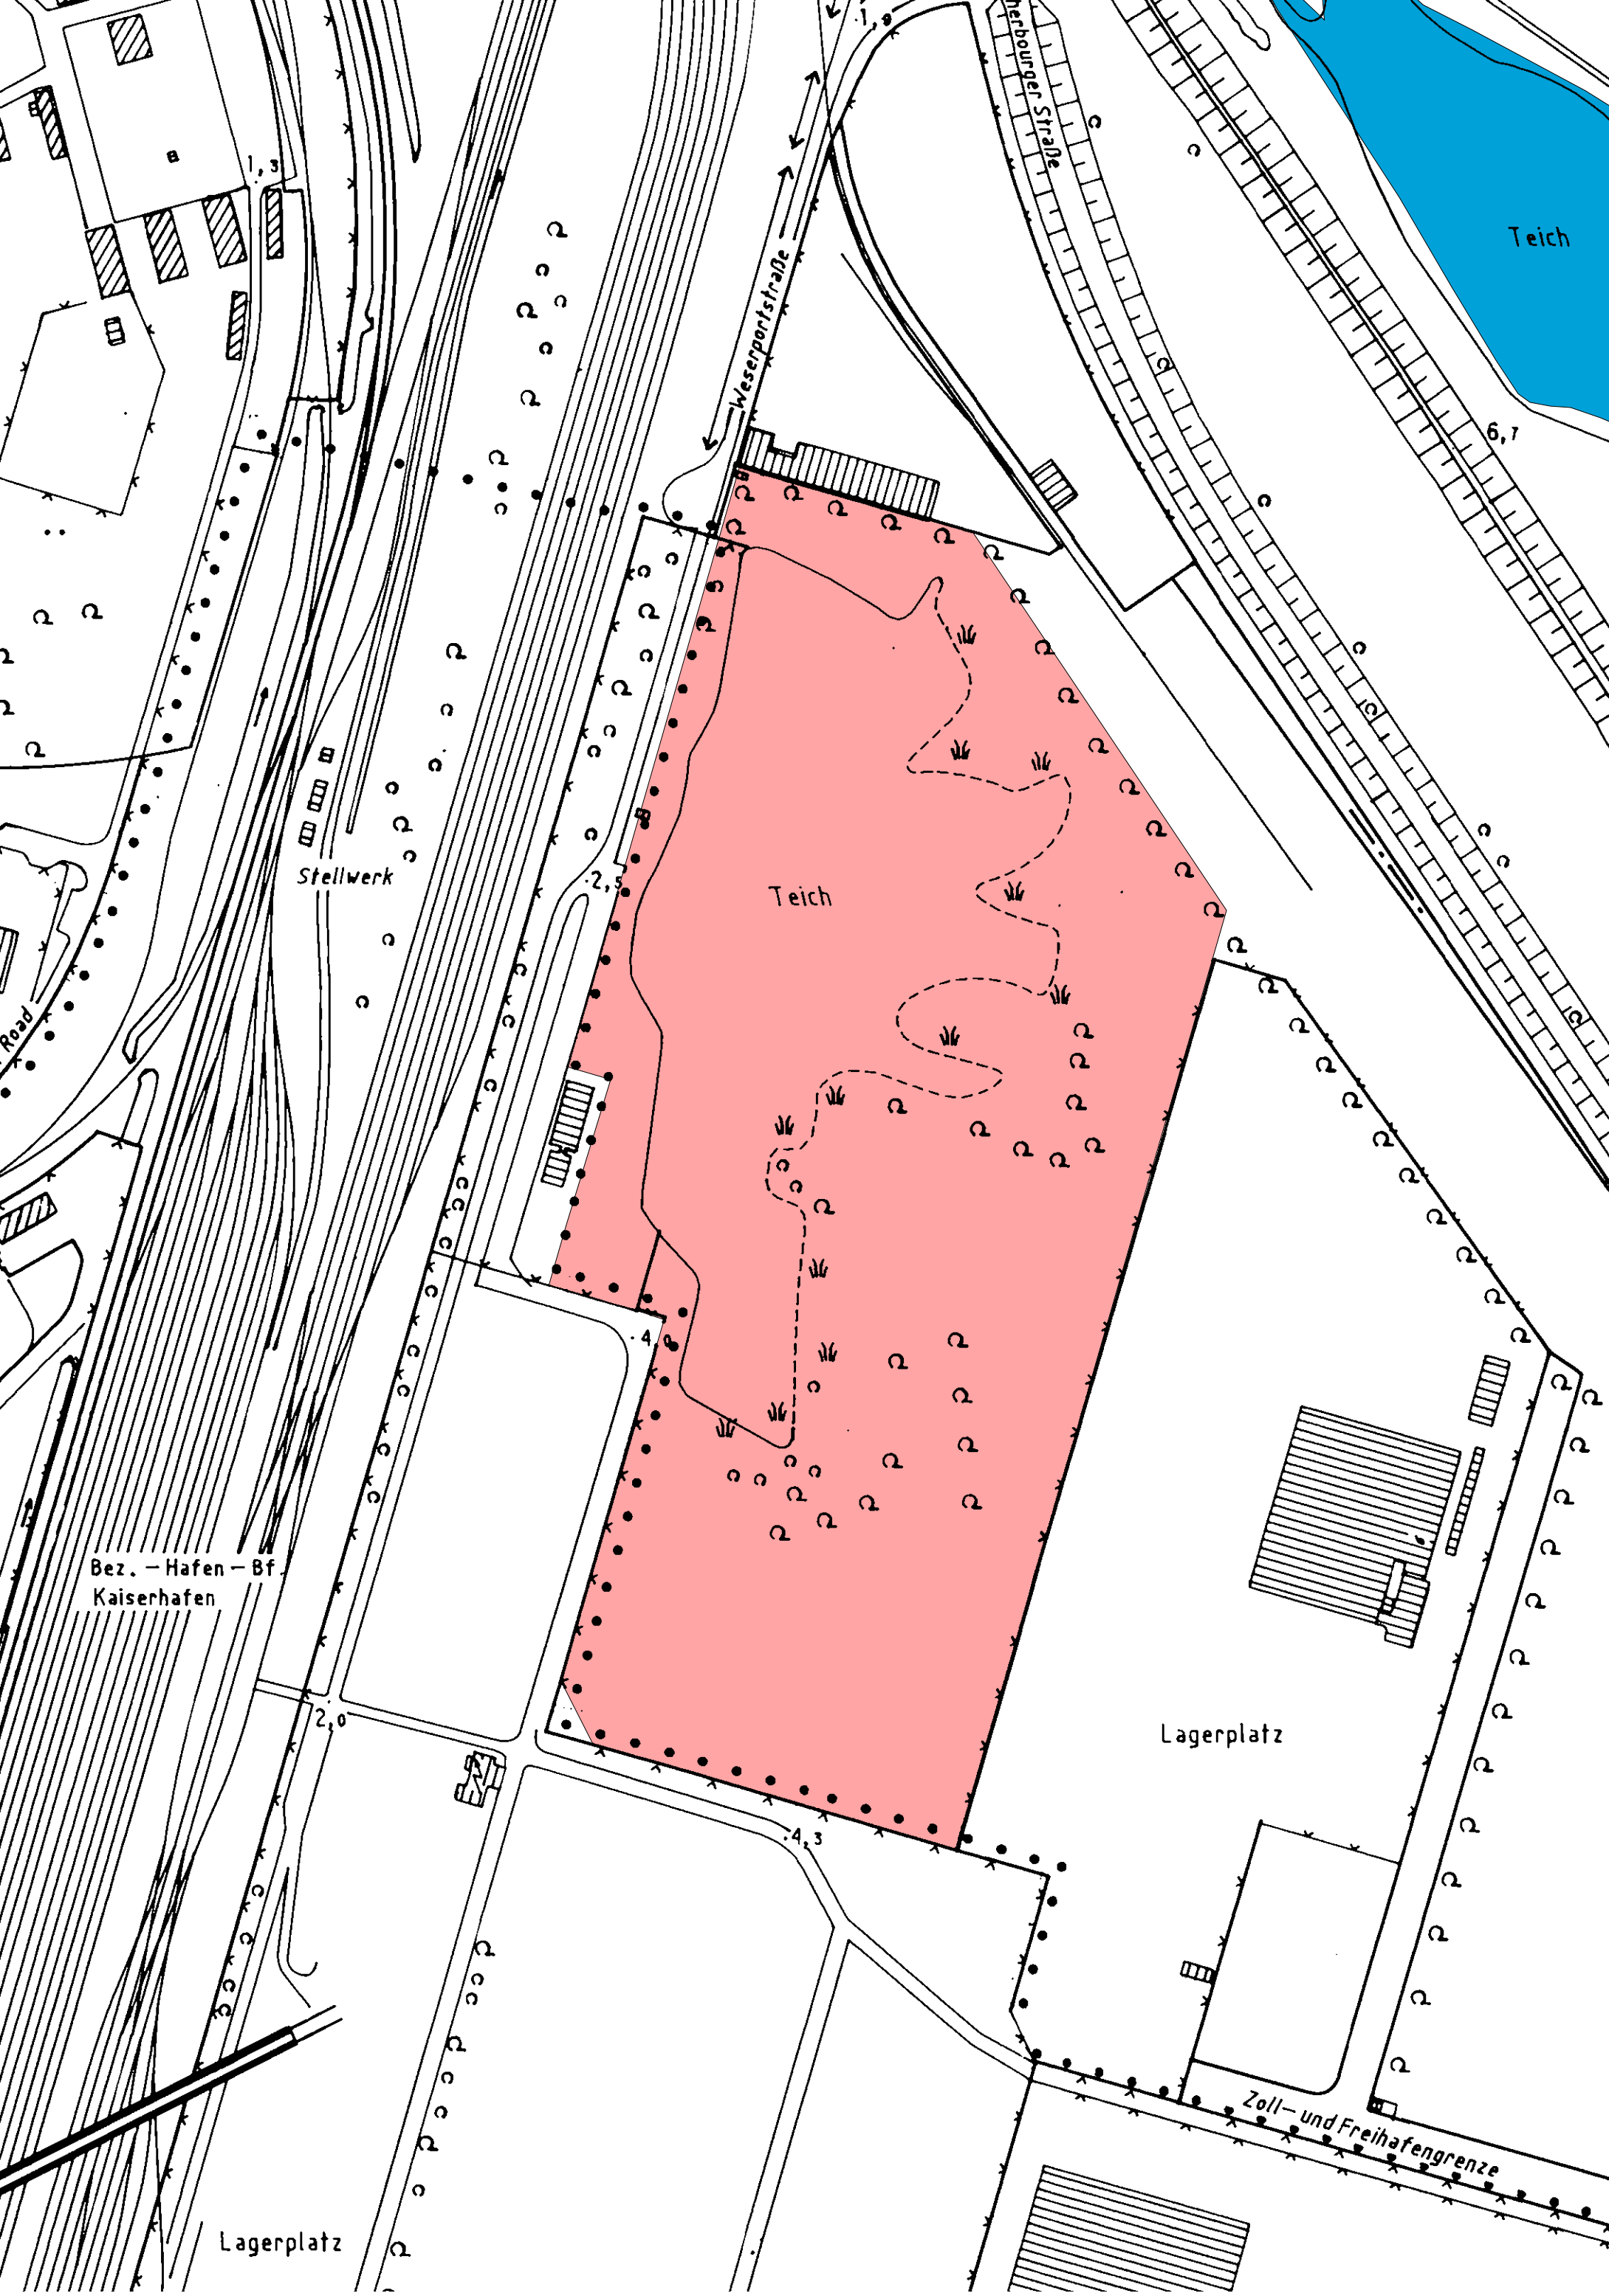 1,9
herbourger Straße
1,3
Teich
Weserportstraße
6,7
Stellwerk
2,5
Teich
Road
4,0
Bez. – Hafen – Bf
Kaiserhafen
2,0
Lagerplatz
4,3
Zoll – und Freihafengrenze
Lagerplatz